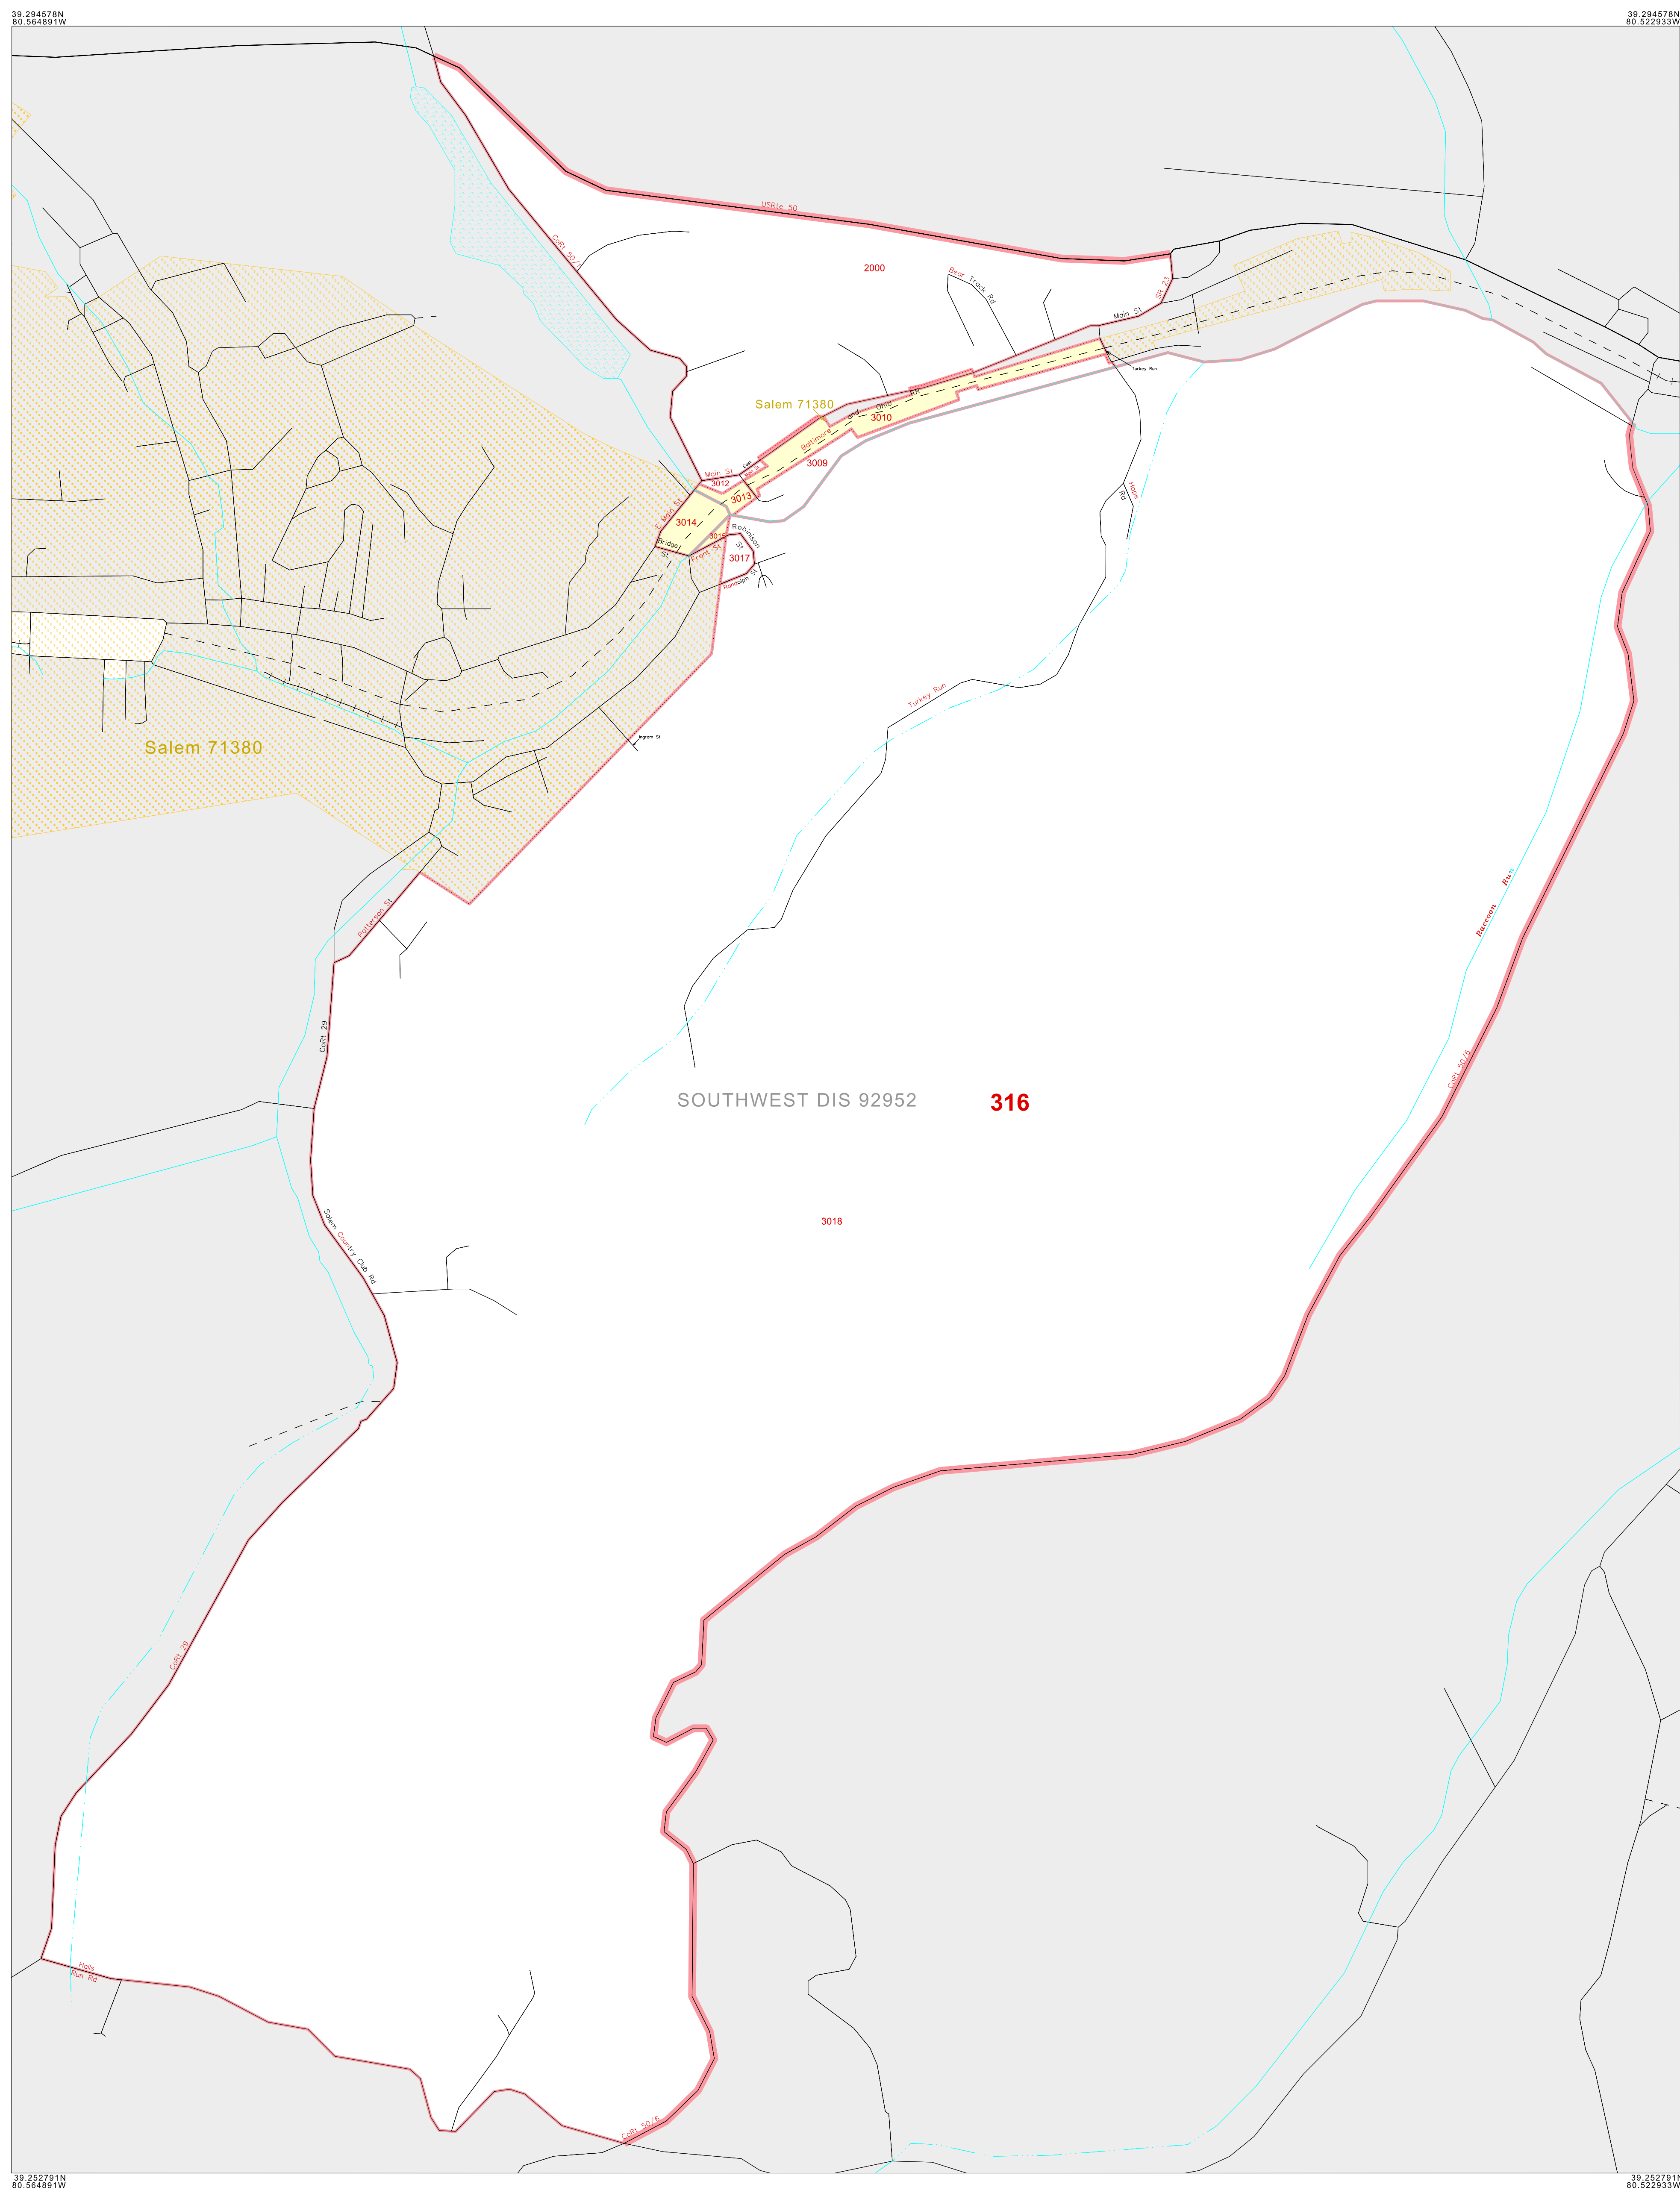 39.294578N
80.564891W
39.294578N
80.522933W
USRte 50
CoRt 50/1
2000
Bear Track Rd
SR 23
Main St
Turkey Run
Salem 71380
Baltimore and Ohio RR
3010
3009
Main St
East
Main St
3012
3013
E. Main St
3014
3015
Bridge
St
Front St
Robinson
St
3017
Randolph St
Hope
Rd
Turkey Run
Ingram St
Salem 71380
Patterson St
Raccoon Run
CoRt 29
CoRt 50/6
SOUTHWEST DIS 92952
316
3018
Salem Country Club Rd
CoRt 29
Halls
Run Rd
CoRt 50/6
39.252791N
80.564891W
39.252791N
80.522933W